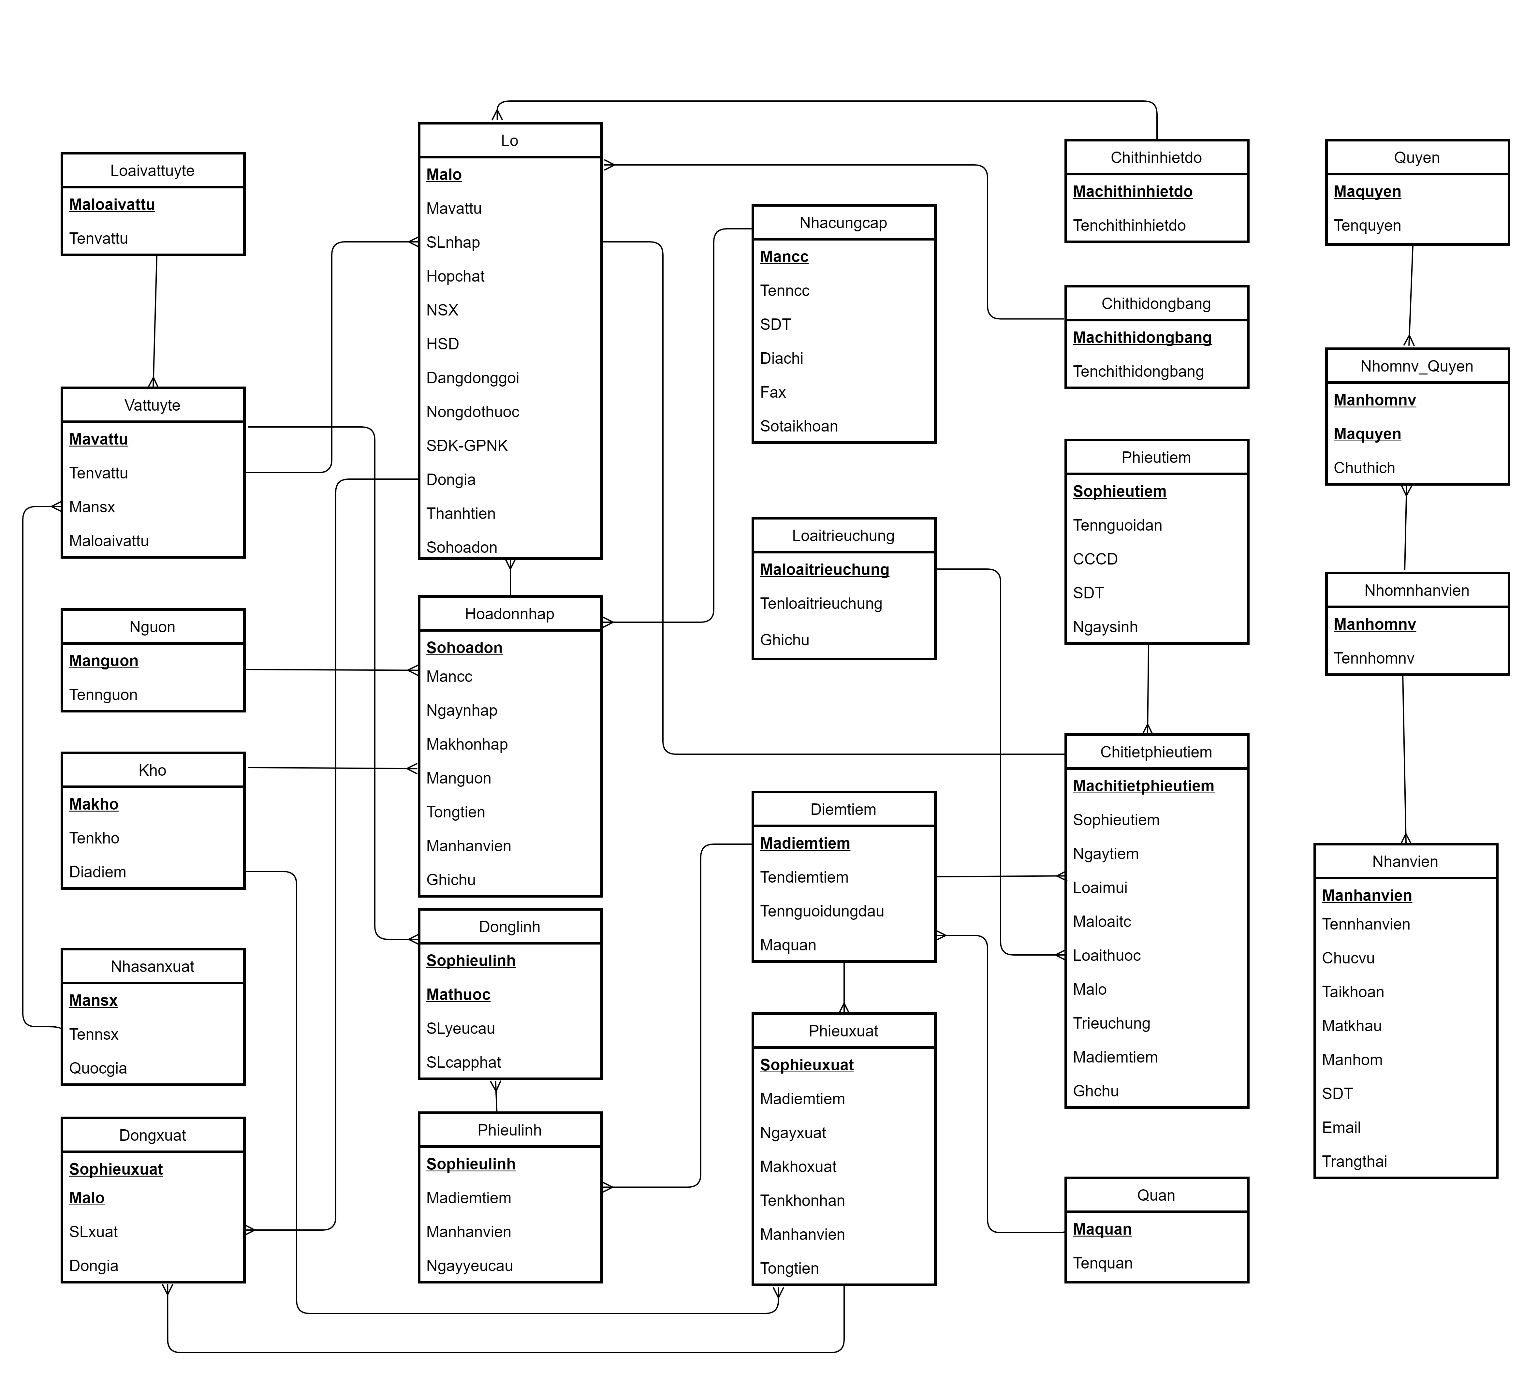 Loaivattuyte
Maloaivattu
Tenvattu
Vattuyte
Mavattu
Tenvattu
Mansx
Maloaivattu
Nguon
Manguon
Tennguon
Kho
Makho
Tenkho
Diadiem
Nhasanxuat
Mansx
Tennsx
Quocgia
Dongxuat
Sophieuxuat
Malo
SLxuat
Dongia
Lo
Malo
Mavattu
SLnhap
Hopchat
NSX
HSD
Dangdonggoi
Nongdothuoc
SĐK-GPNK
Dongia
Thanhtien
Sohoadon
Hoadonnhap
Sohoadon
Mancc
Ngaynhap
Makhonhap
Manguon
Tongtien
Manhanvien
Ghichu
Donglinh
Sophieulinh
Mathuoc
SLyeucau
SLcapphat
Phieulinh
Sophieulinh
Madiemtiem
Manhanvien
Ngayyeucau
Nhacungcap
Mancc
Tenncc
SDT
Diachi
Fax
Sotaikhoan
Loaitrieuchung
Maloaitrieuchung
Tenloaitrieuchung
Ghichu
Diemtiem
Madiemtiem
Tendiemtiem
Tennguoidungdau
Maquan
Phieuxuat
Sophieuxuat
Madiemtiem
Ngayxuat
Makhoxuat
Tenkhonhan
Manhanvien
Tongtien
Chithinhietdo
Machithinhietdo
Tenchithinhietdo
Chithidongbang
Machithidongbang
Tenchithidongbang
Phieutiem
Sophieutiem
Tennguoidan
CCCD
SDT
Ngaysinh
Chitietphieutiem
Machitietphieutiem
Sophieutiem
Ngaytiem
Loaimui
Maloaitc
Loaithuoc
Malo
Trieuchung
Madiemtiem
Ghchu
Quan
Maquan
Tenquan
Quyen
Maquyen
Tenquyen
Nhomnv_Quyen
Manhomnv
Maquyen
Chuthich
Nhomnhanvien
Manhomnv
Tennhomnv
Nhanvien
Manhanvien
Tennhanvien
Chucvu
Taikhoan
Matkhau
Manhom
SDT
Email
Trangthai